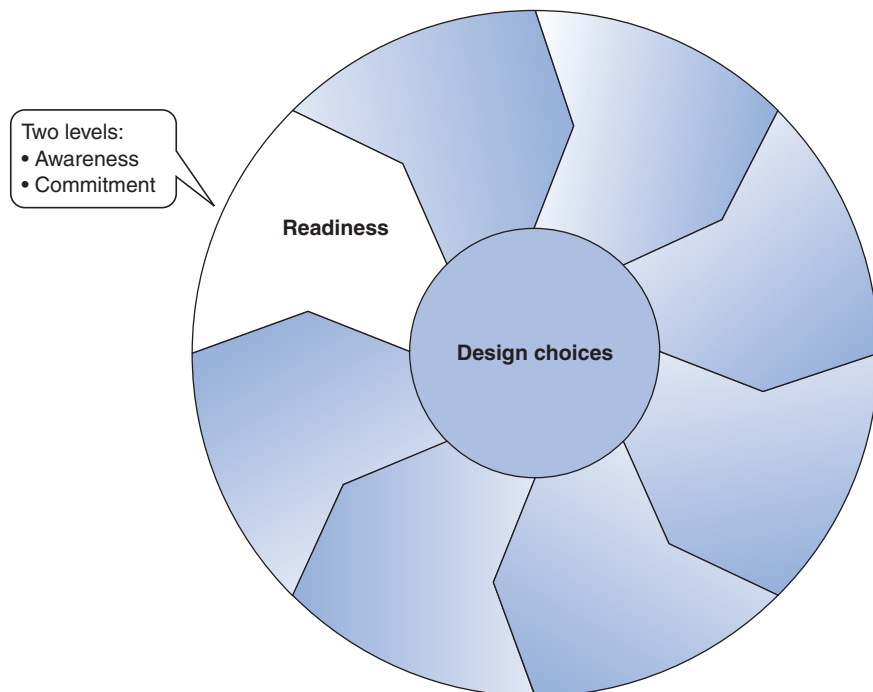 Two levels:
• Awareness
• Commitment
Readiness
Design choices